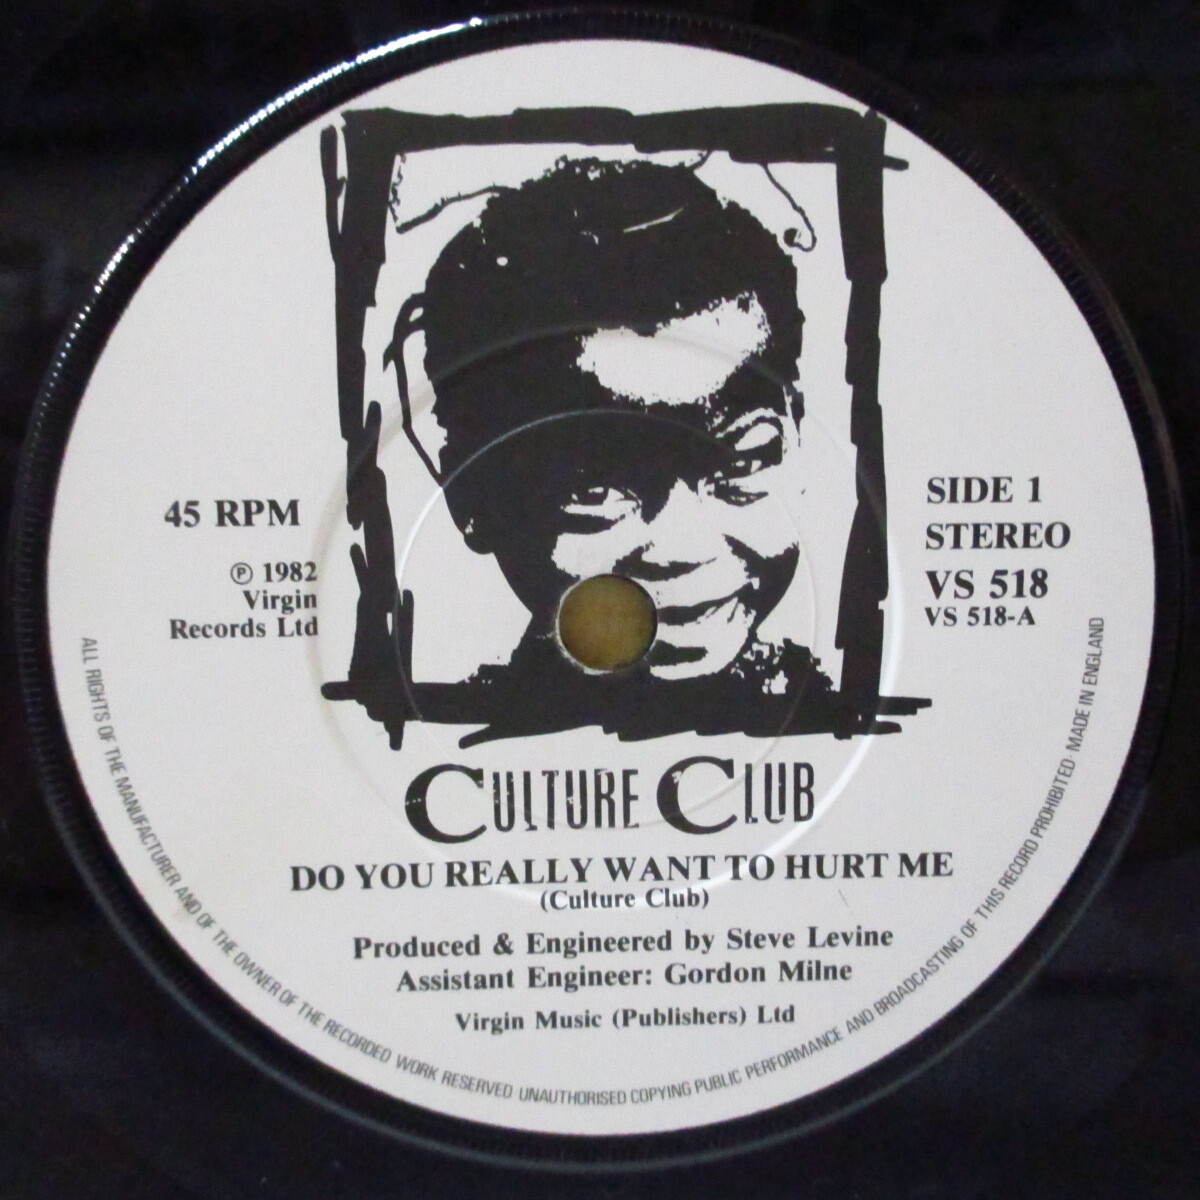 45 RPM
℗ 1982
Virgin
Records Ltd
SIDE 1
STEREO
VS 518
VS 518-A
CULTURE CLUB
DO YOU REALLY WANT TO HURT ME
(Culture Club)
Produced & Engineered by Steve Levine
Assistant Engineer: Gordon Milne
Virgin Music (Publishers) Ltd
ALL RIGHTS OF THE MANUFACTURER AND OF THE OWNER OF THE RECORDED WORK RESERVED UNAUTHORISED COPYING PUBLIC PERFORMANCE AND BROADCASTING OF THIS RECORD PROHIBITED · MADE IN ENGLAND